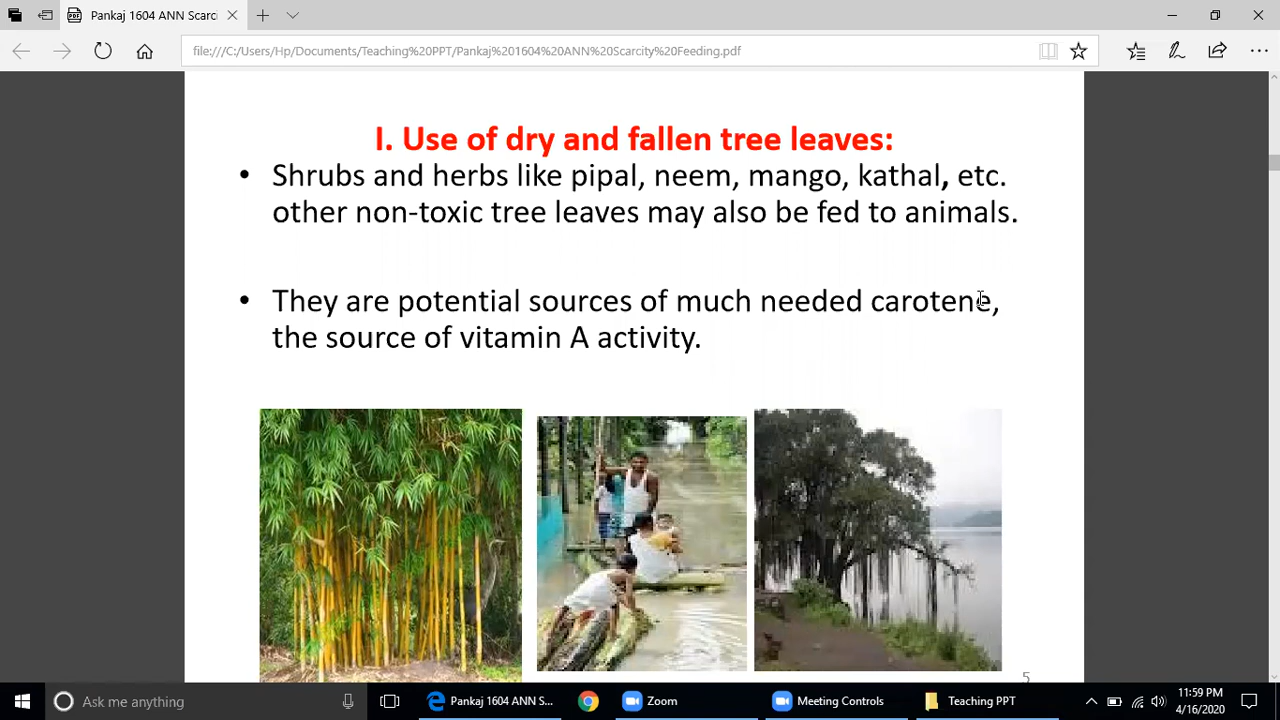 Pankaj 1604 ANN Scarci
file:///C:/Users/Hp/Documents/Teaching%20PPT/Pankaj%201604%20ANN%20Scarcity%20Feeding.pdf
I. Use of dry and fallen tree leaves:
• Shrubs and herbs like pipal, neem, mango, kathal, etc.
other non-toxic tree leaves may also be fed to animals.
• They are potential sources of much needed carotene,
the source of vitamin A activity.
5
Ask me anything
Pankaj 1604 ANN S...
Zoom
Meeting Controls
Teaching PPT
11:59 PM
4/16/2020